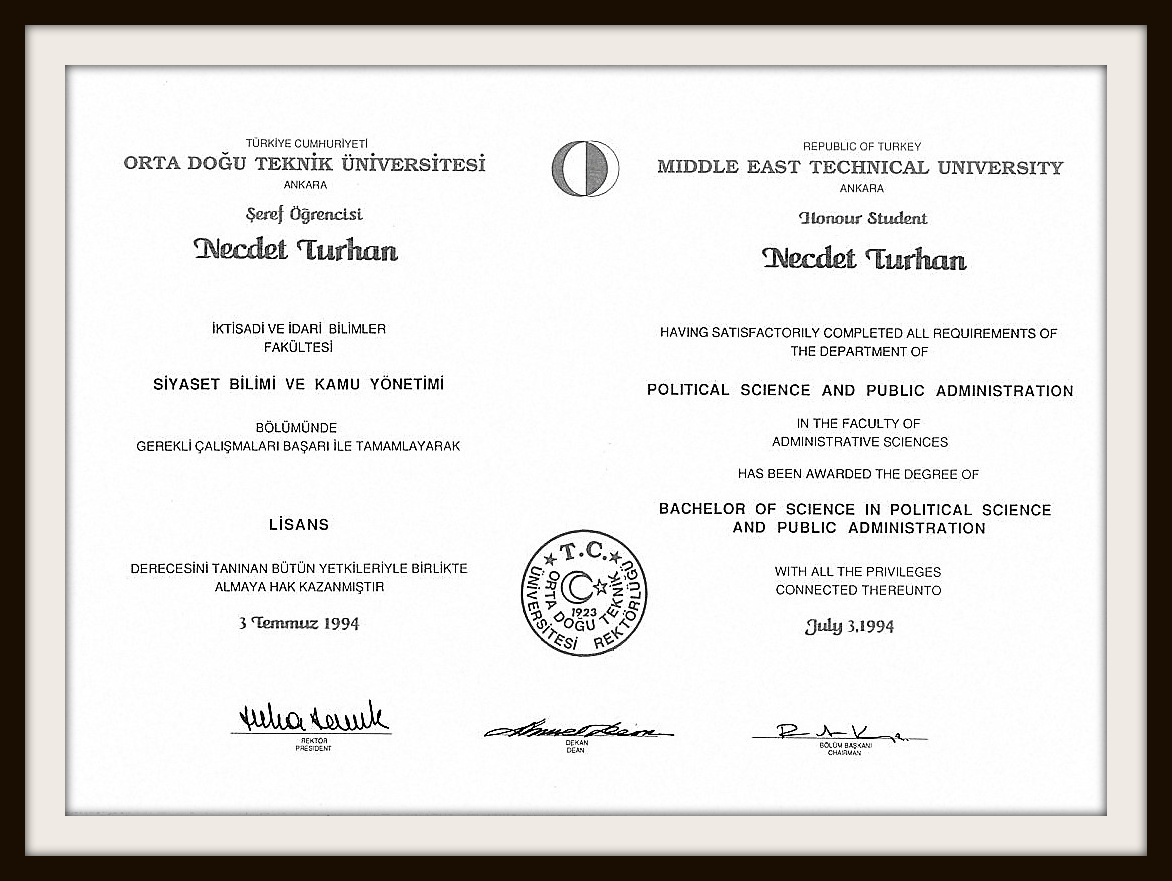 TÜRKİYE CUMHURİYETİ
ORTA DOĞU TEKNİK ÜNİVERSİTESİ
ANKARA
Şeref Öğrencisi
Necdet Turhan
İKTİSADİ VE İDARİ BİLİMLER
FAKÜLTESİ
SİYASET BİLİMİ VE KAMU YÖNETİMİ
BÖLÜMÜNDE
GEREKLİ ÇALIŞMALARI BAŞARI İLE TAMAMLAYARAK
LİSANS
DERECESİNİ TANINAN BÜTÜN YETKİLERİYLE BİRLİKTE
ALMAYA HAK KAZANMIŞTIR
3 Temmuz 1994
REPUBLIC OF TURKEY
MIDDLE EAST TECHNICAL UNIVERSITY
ANKARA
Honour Student
Necdet Turhan
HAVING SATISFACTORILY COMPLETED ALL REQUIREMENTS OF
THE DEPARTMENT OF
POLITICAL SCIENCE AND PUBLIC ADMINISTRATION
IN THE FACULTY OF
ADMINISTRATIVE SCIENCES
HAS BEEN AWARDED THE DEGREE OF
BACHELOR OF SCIENCE IN POLITICAL SCIENCE
AND PUBLIC ADMINISTRATION
WITH ALL THE PRIVILEGES
CONNECTED THEREUNTO
July 3,1994
T.C.
ORTA DOĞU TEKNİK
ÜNİVERSİTESİ REKTÖRLÜĞÜ
1923
REKTÖR
PRESIDENT
DEKAN
DEAN
BÖLÜM BAŞKANI
CHAIRMAN